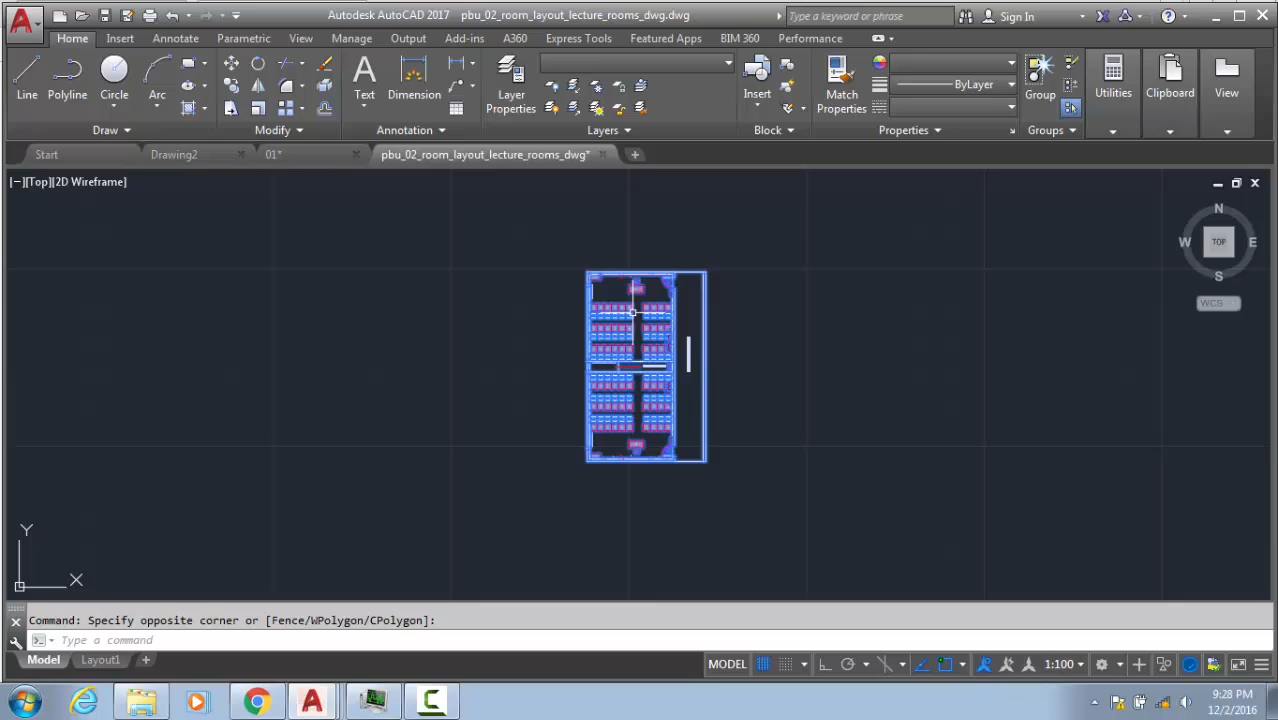 Autodesk AutoCAD 2017 pbu_02_room_layout_lecture_rooms_dwg.dwg Type a keyword or phrase Sign In
Home Insert Annotate Parametric View Manage Output Add-ins A360 Express Tools Featured Apps BIM 360 Performance
Line Polyline Circle Arc Text Dimension Layer Properties Insert Match Properties ByLayer Group Utilities Clipboard View
Draw Modify Annotation Layers Block Properties Groups
Start Drawing2 01* pbu_02_room_layout_lecture_rooms_dwg*
[−][Top][2D Wireframe]
N
W TOP E
S
WCS
Y
X
Command: Specify opposite corner or [Fence/WPolygon/CPolygon]:
Type a command
Model Layout1 MODEL 1:100
9:28 PM
12/2/2016